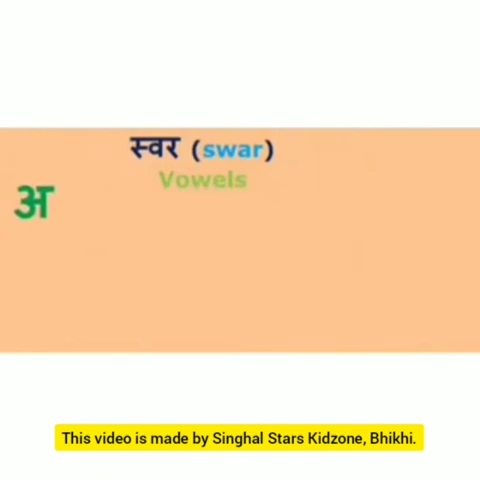 स्वर (swar)
Vowels
अ
This video is made by Singhal Stars Kidzone, Bhikhi.